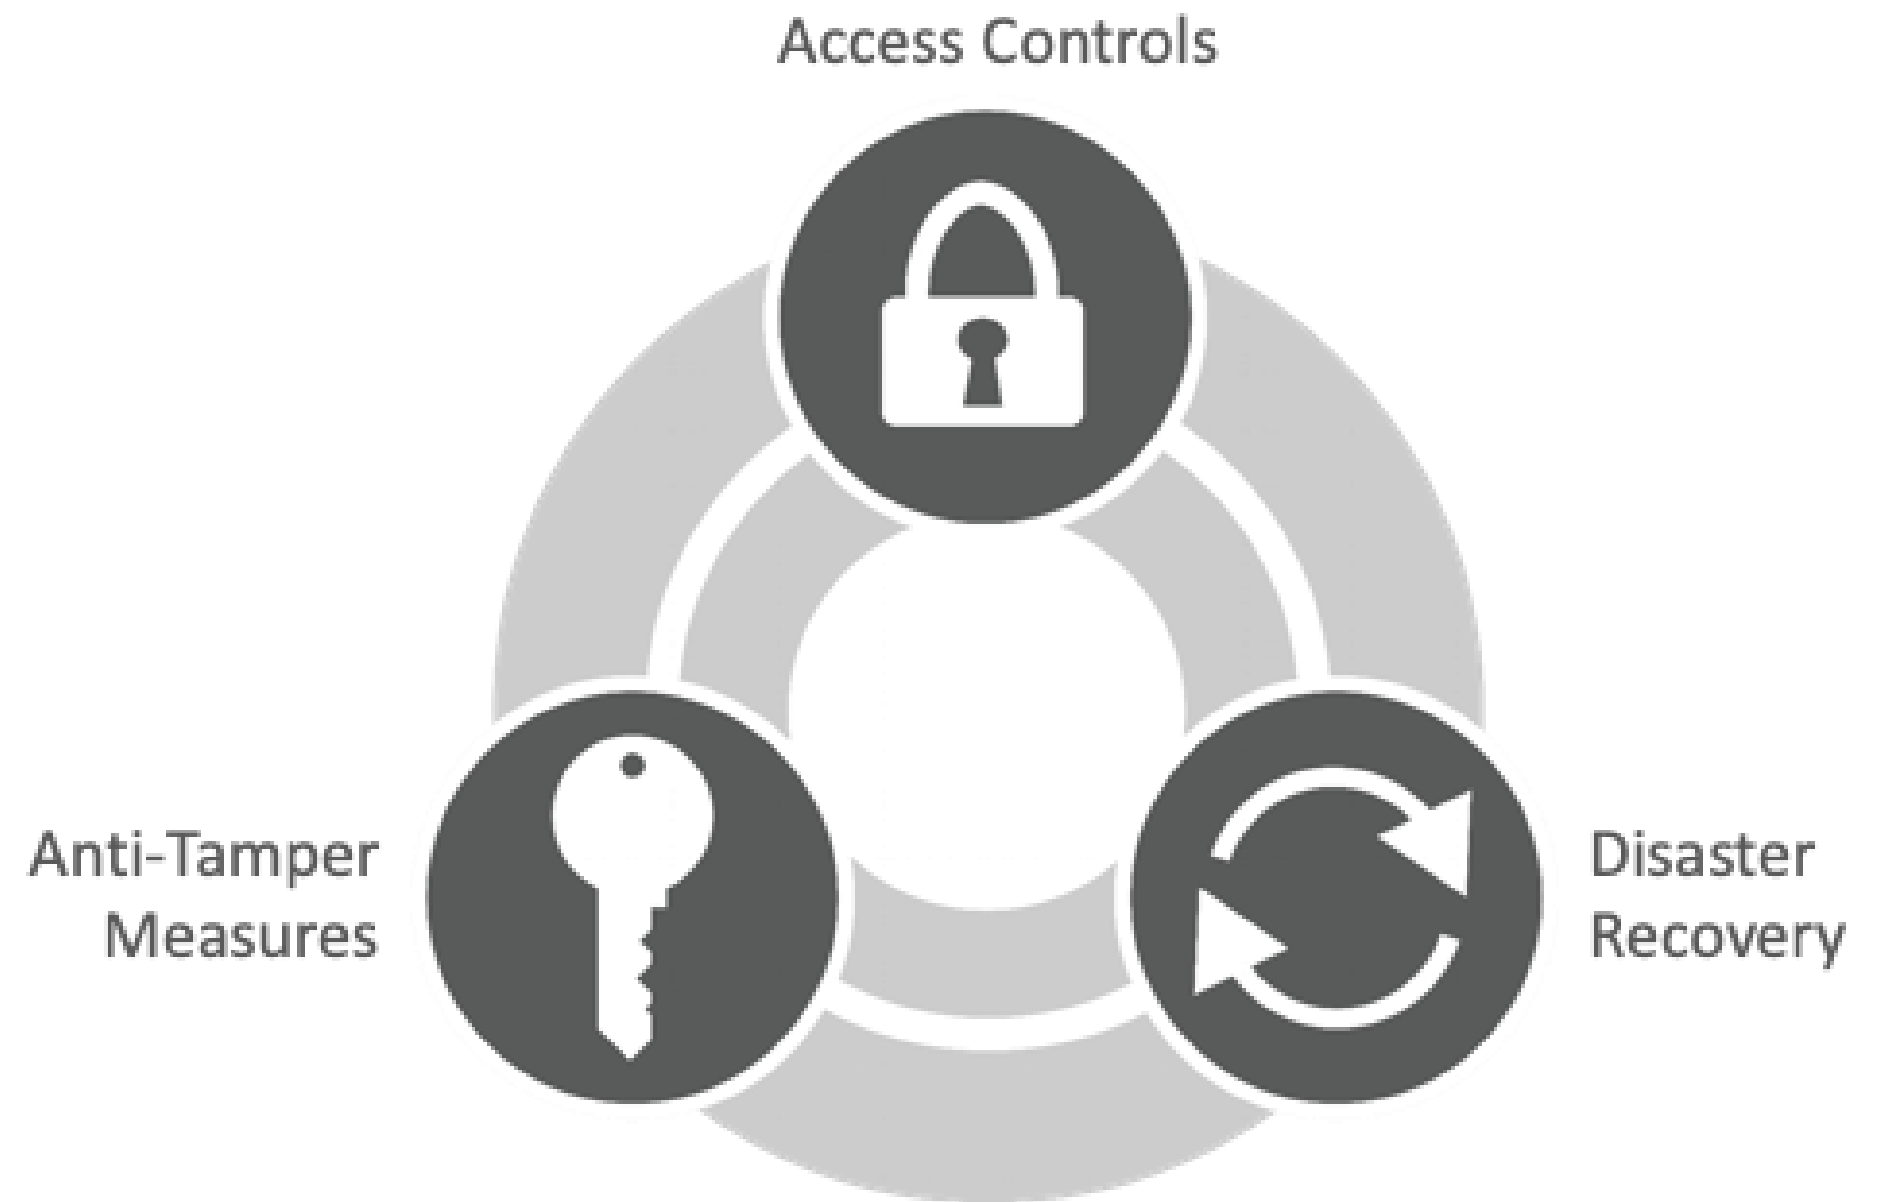 Access Controls
Anti-Tamper
Measures
Disaster
Recovery